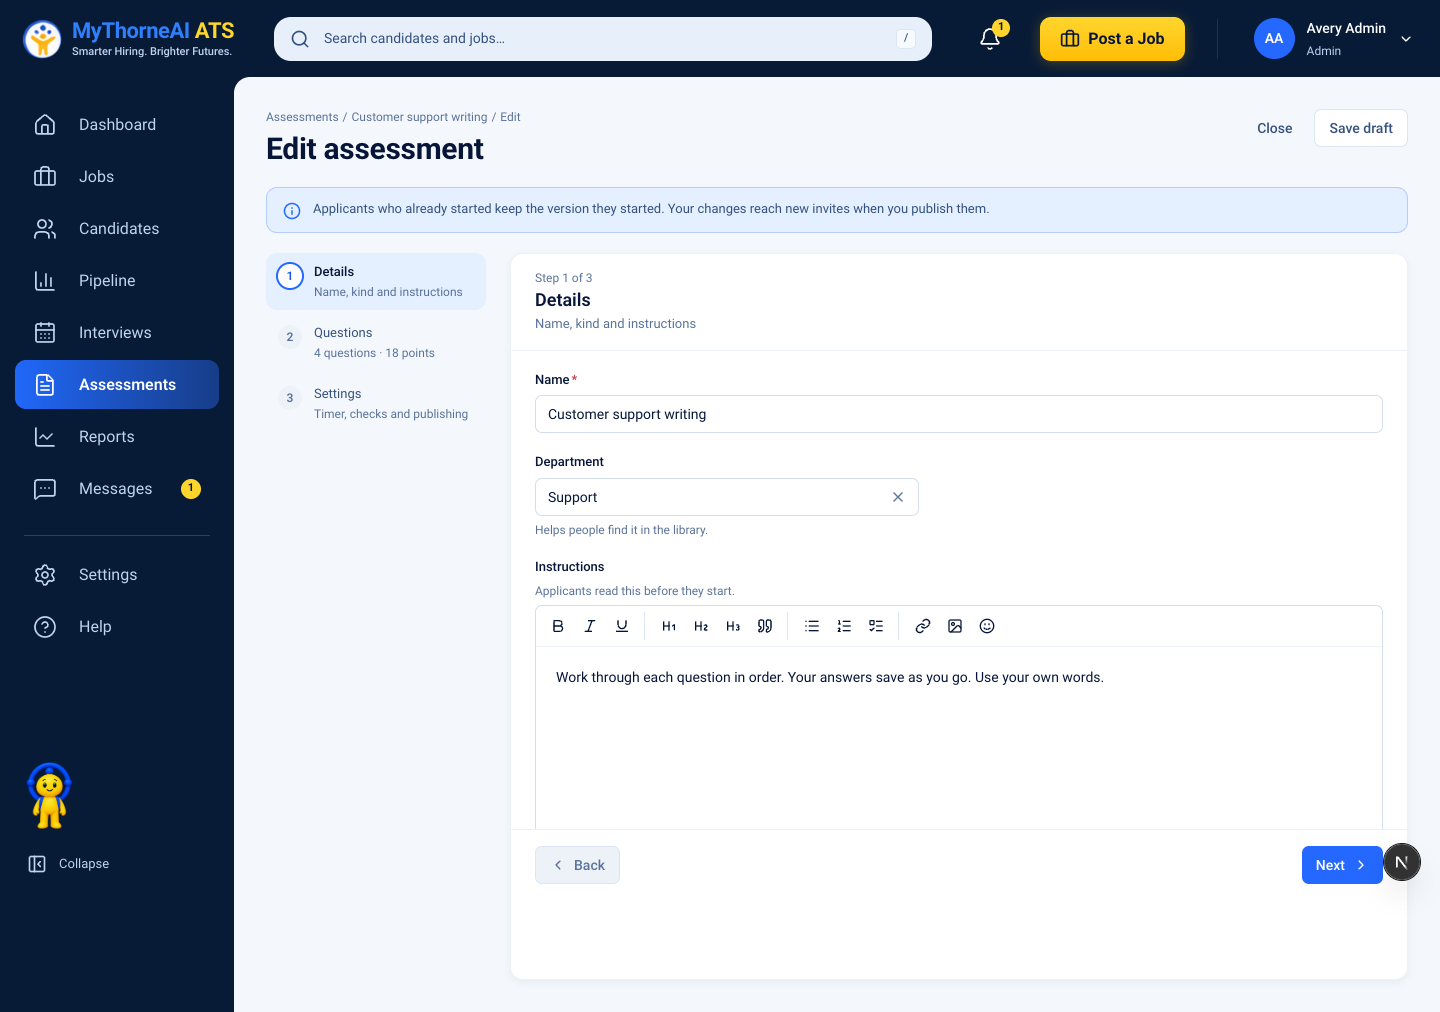 MyThorneAI ATS
Smarter Hiring. Brighter Futures.
Search candidates and jobs...
/
1
Post a Job
AA
Avery Admin
Admin
Dashboard
Jobs
Candidates
Pipeline
Interviews
Assessments
Reports
Messages
1
Settings
Help
Collapse
Assessments / Customer support writing / Edit
Edit assessment
Close
Save draft
Applicants who already started keep the version they started. Your changes reach new invites when you publish them.
1
Details
Name, kind and instructions
2
Questions
4 questions · 18 points
3
Settings
Timer, checks and publishing
Step 1 of 3
Details
Name, kind and instructions
Name*
Customer support writing
Department
Support
Helps people find it in the library.
Instructions
Applicants read this before they start.
B I U H1 H2 H3
Work through each question in order. Your answers save as you go. Use your own words.
Back
Next
N